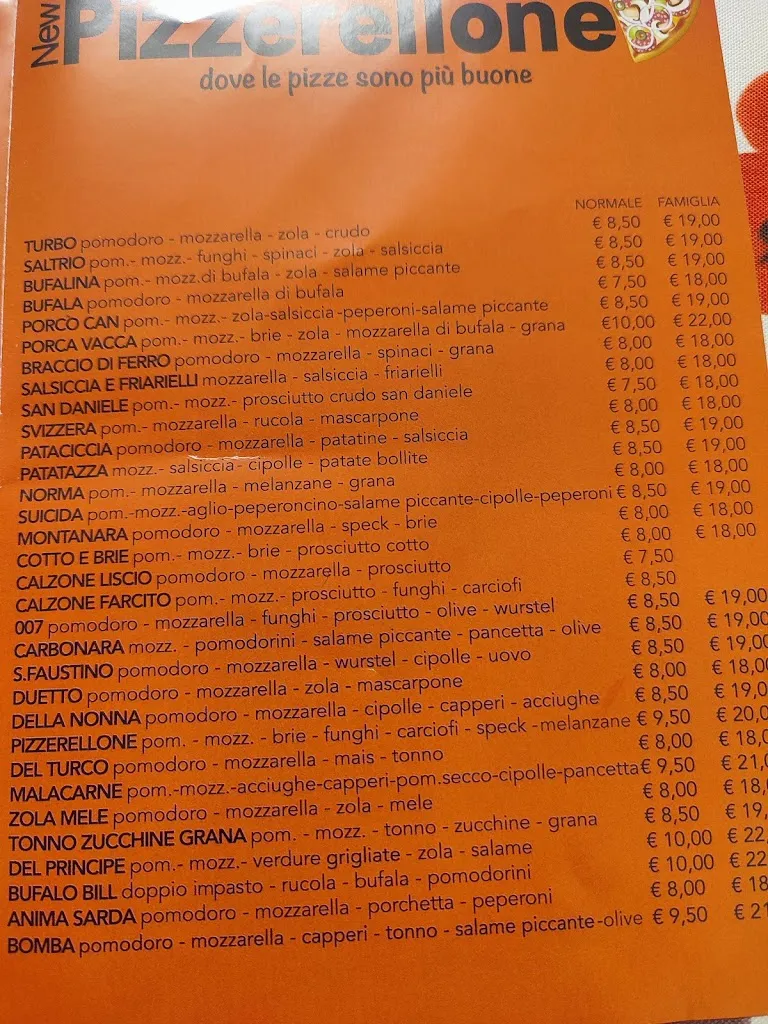 New Pizzerellone
dove le pizze sono più buone
NORMALE FAMIGLIA
TURBO pomodoro - mozzarella - zola - crudo € 8,50 € 19,00
SALTRIO pom.- mozz.- funghi - spinaci - zola - salsiccia € 8,50 € 19,00
BUFALINA pom.- mozz.di bufala - zola - salame piccante € 8,50 € 19,00
BUFALA pomodoro - mozzarella di bufala € 7,50 € 18,00
PORCO CAN pom.- mozz.- zola-salsiccia-peperoni-salame piccante € 8,50 € 19,00
PORCA VACCA pom.- mozz.- brie - zola - mozzarella di bufala - grana €10,00 € 22,00
BRACCIO DI FERRO pomodoro - mozzarella - spinaci - grana € 8,00 € 18,00
SALSICCIA E FRIARIELLI mozzarella - salsiccia - friarielli € 8,00 € 18,00
SAN DANIELE pom.- mozz.- prosciutto crudo san daniele € 7,50 € 18,00
SVIZZERA pom.- mozzarella - rucola - mascarpone € 8,00 € 18,00
PATACICCIA pomodoro - mozzarella - patatine - salsiccia € 8,50 € 19,00
PATATAZZA mozz.- salsiccia - cipolle - patate bollite € 8,50 € 19,00
NORMA pom.- mozzarella - melanzane - grana € 8,00 € 18,00
SUICIDA pom.-mozz.-aglio-peperoncino-salame piccante-cipolle-peperoni € 8,50 € 19,00
MONTANARA pomodoro - mozzarella - speck - brie € 8,00 € 18,00
COTTO E BRIE pom.- mozz.- brie - prosciutto cotto € 8,00 € 18,00
CALZONE LISCIO pomodoro - mozzarella - prosciutto € 7,50
CALZONE FARCITO pom.- mozz.- prosciutto - funghi - carciofi € 8,50
007 pomodoro - mozzarella - funghi - prosciutto - olive - wurstel € 8,50 € 19,00
CARBONARA mozz. - pomodorini - salame piccante - pancetta - olive € 8,50 € 19,00
S.FAUSTINO pomodoro - mozzarella - wurstel - cipolle - uovo € 8,50 € 19,0
DUETTO pomodoro - mozzarella - zola - mascarpone € 8,00 € 18,0
DELLA NONNA pomodoro - mozzarella - cipolle - capperi - acciughe € 8,50 € 19,0
PIZZERELLONE pom. - mozz. - brie - funghi - carciofi - speck -melanzane € 9,50 € 20,0
DEL TURCO pomodoro - mozzarella - mais - tonno € 8,00 € 18,0
MALACARNE pom.-mozz.-acciughe-capperi-pom.secco-cipolle-pancetta € 9,50 € 21,0
ZOLA MELE pomodoro - mozzarella - zola - mele € 8,00 € 18,
TONNO ZUCCHINE GRANA pom. - mozz. - tonno - zucchine - grana € 8,50 € 19,
DEL PRINCIPE pom.- mozz.- verdure grigliate - zola - salame € 10,00 € 22,
BUFALO BILL doppio impasto - rucola - bufala - pomodorini € 10,00 € 22
ANIMA SARDA pomodoro - mozzarella - porchetta - peperoni € 8,00 € 18
BOMBA pomodoro - mozzarella - capperi - tonno - salame piccante -olive € 9,50 € 21